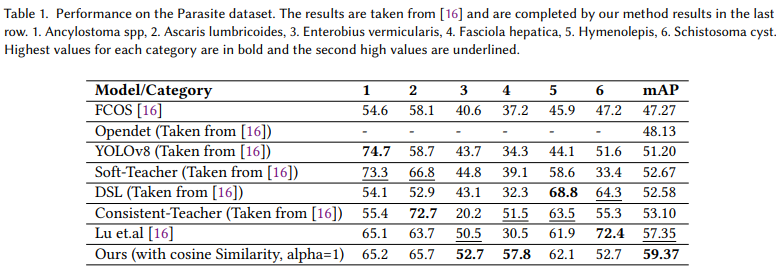 Table 1. Performance on the Parasite dataset. The results are taken from [16] and are completed by our method results in the last
row. 1. Ancylostoma spp, 2. Ascaris lumbricoides, 3. Enterobius vermicularis, 4. Fasciola hepatica, 5. Hymenolepis, 6. Schistosoma cyst.
Highest values for each category are in bold and the second high values are underlined.
Model/Category 1 2 3 4 5 6 mAP
FCOS [16] 54.6 58.1 40.6 37.2 45.9 47.2 47.27
Opendet (Taken from [16]) - - - - - - 48.13
YOLOv8 (Taken from [16]) 74.7 58.7 43.7 34.3 44.1 51.6 51.20
Soft-Teacher (Taken from [16]) 73.3 66.8 44.8 39.1 58.6 33.4 52.67
DSL (Taken from [16]) 54.1 52.9 43.1 32.3 68.8 64.3 52.58
Consistent-Teacher (Taken from [16]) 55.4 72.7 20.2 51.5 63.5 55.3 53.10
Lu et.al [16] 65.1 63.7 50.5 30.5 61.9 72.4 57.35
Ours (with cosine Similarity, alpha=1) 65.2 65.7 52.7 57.8 62.1 52.7 59.37